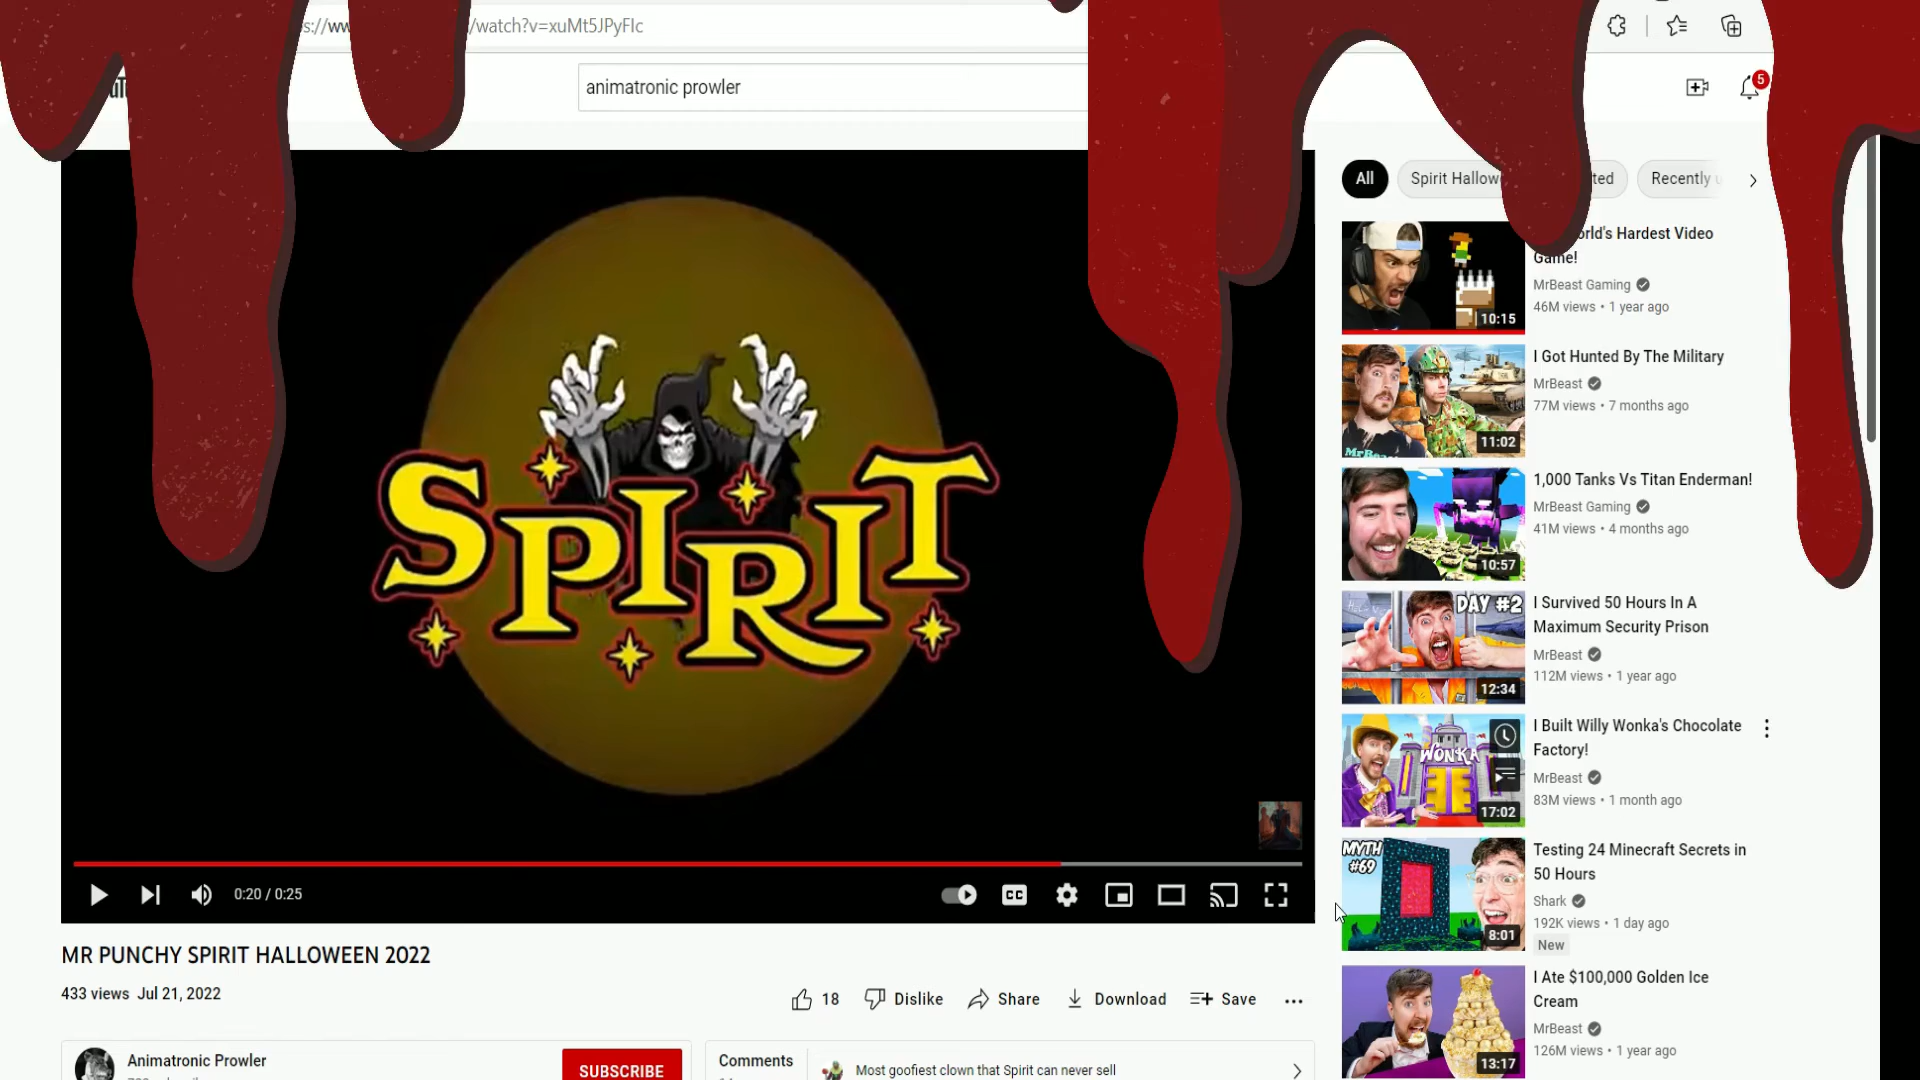 /watch?v=xuMt5JPyFIc
animatronic prowler
5
SPIRIT
0:20 / 0:25
CC
MR PUNCHY SPIRIT HALLOWEEN 2022
433 views Jul 21, 2022
18
Dislike
Share
Download
Save
Animatronic Prowler
SUBSCRIBE
Comments
Most goofiest clown that Spirit can never sell
All
Recently
Hardest Video
Game!
MrBeast Gaming
46M views • 1 year ago
10:15
I Got Hunted By The Military
MrBeast
77M views • 7 months ago
11:02
1,000 Tanks Vs Titan Enderman!
MrBeast Gaming
41M views • 4 months ago
10:57
DAY #2
I Survived 50 Hours In A
Maximum Security Prison
MrBeast
112M views • 1 year ago
12:34
WONKA
I Built Willy Wonka's Chocolate
Factory!
MrBeast
83M views • 1 month ago
17:02
MYTH
#69
Testing 24 Minecraft Secrets in
50 Hours
Shark
192K views • 1 day ago
New
8:01
I Ate $100,000 Golden Ice
Cream
MrBeast
126M views • 1 year ago
13:17